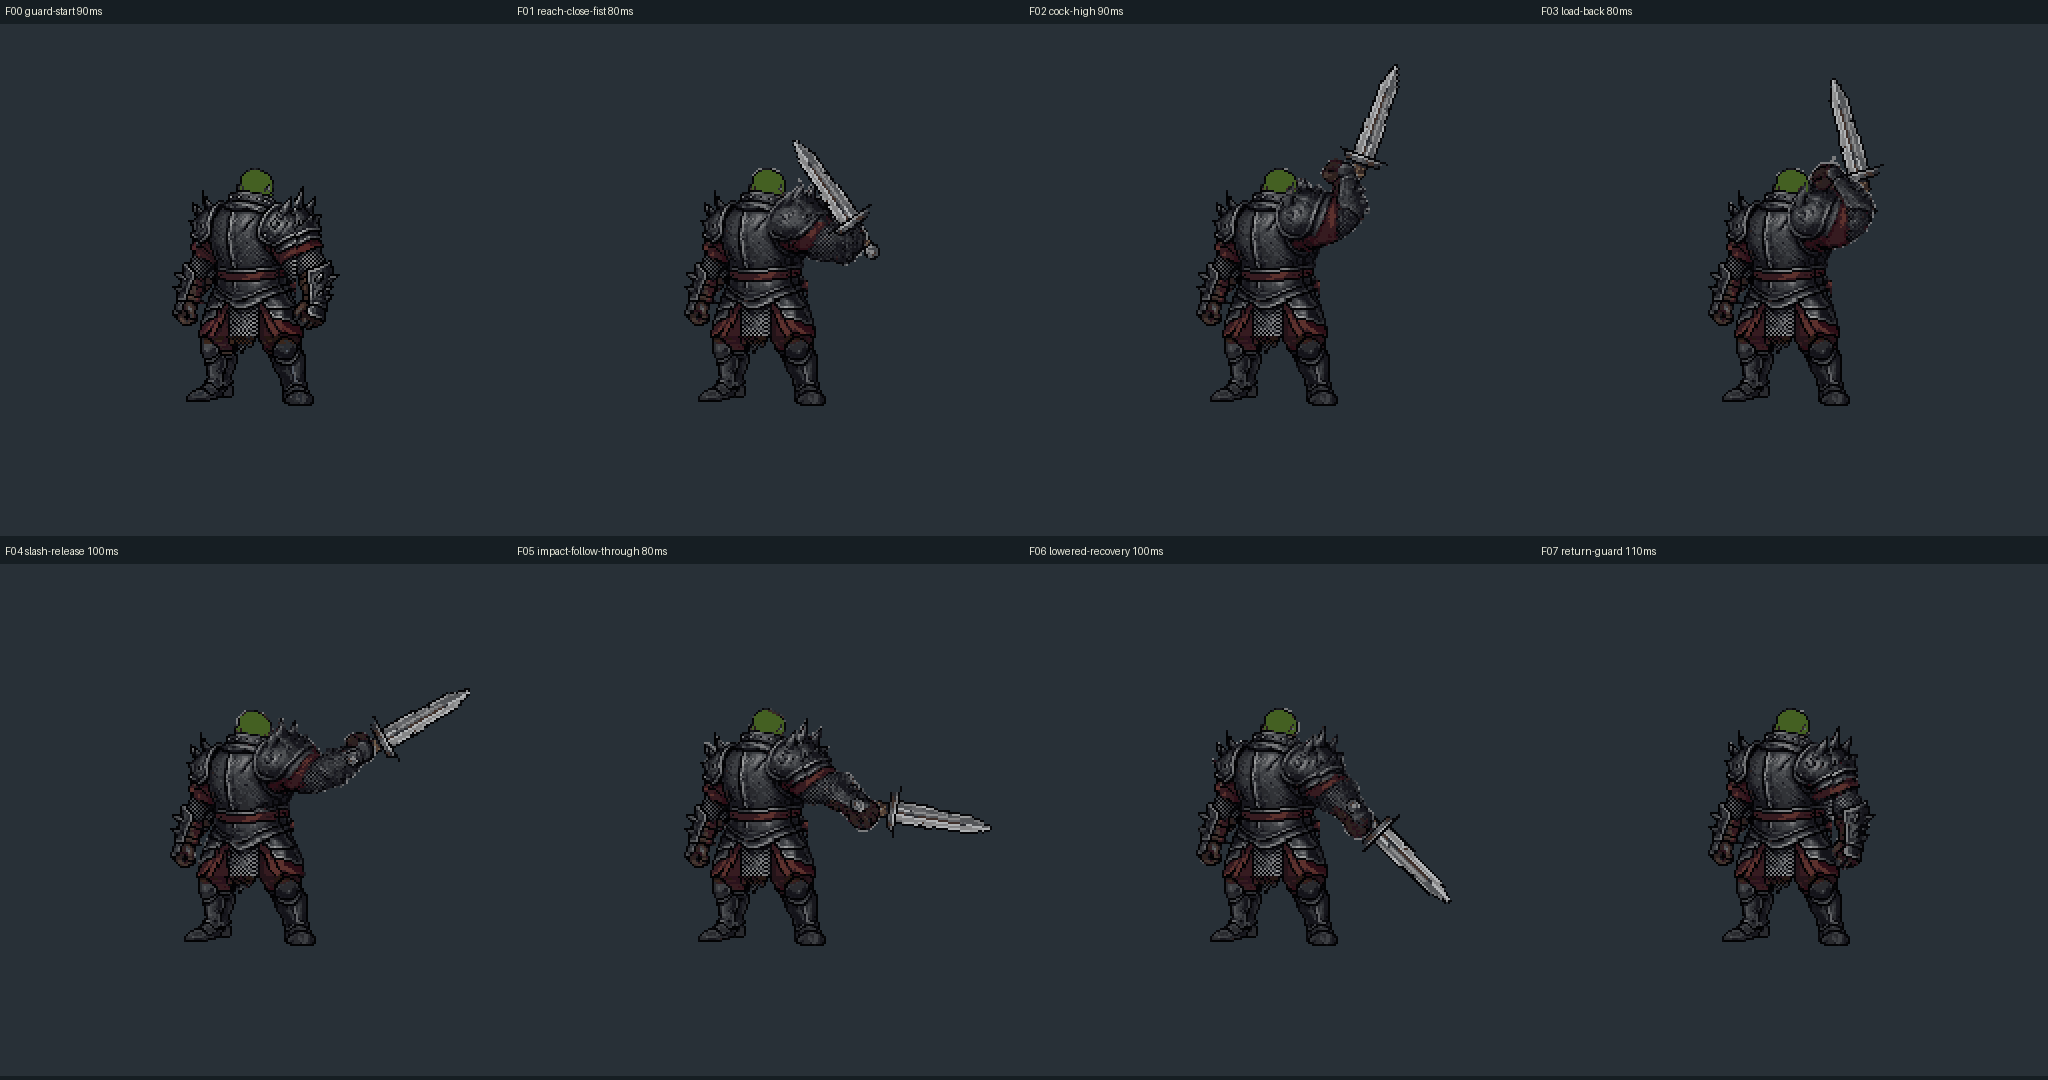 F00 guard-start 90ms
F01 reach-close-fist 80ms
F02 cock-high 90ms
F03 load-back 80ms
F04 slash-release 100ms
F05 impact-follow-through 80ms
F06 lowered-recovery 100ms
F07 return-guard 110ms